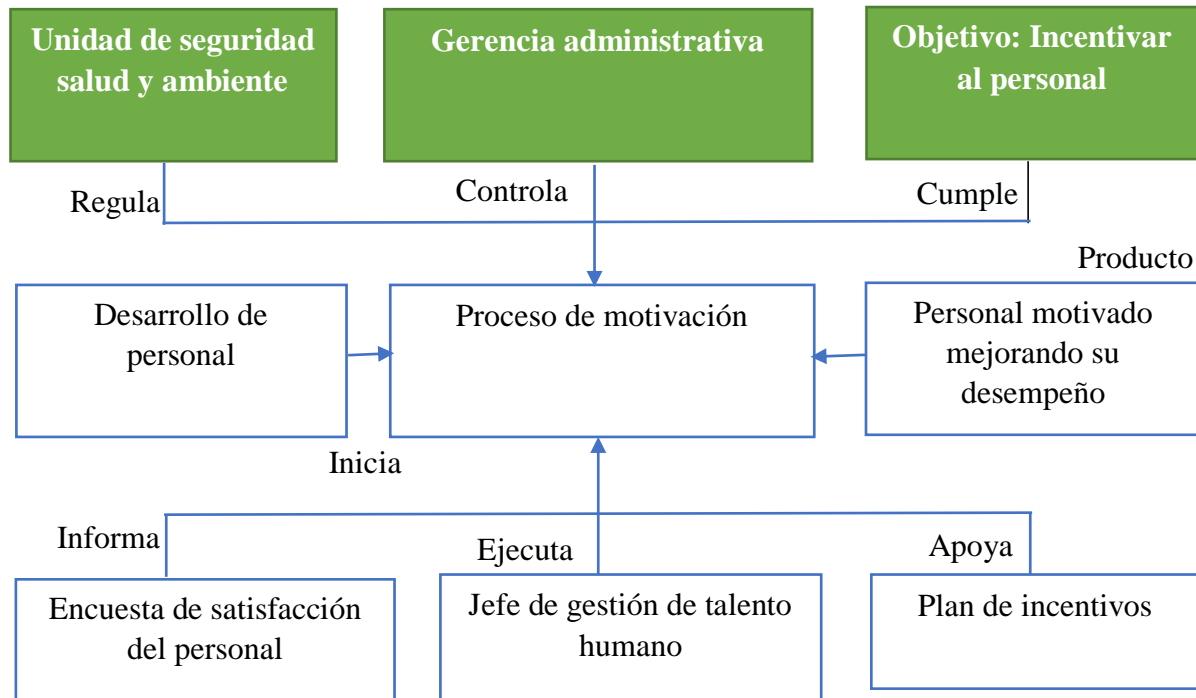 Unidad de seguridad
salud y ambiente
Gerencia administrativa
Objetivo: Incentivar
al personal
Regula
Controla
Cumple
Producto
Desarrollo de
personal
Proceso de motivación
Personal motivado
mejorando su
desempeño
Inicia
Informa
Ejecuta
Apoya
Encuesta de satisfacción
del personal
Jefe de gestión de talento
humano
Plan de incentivos